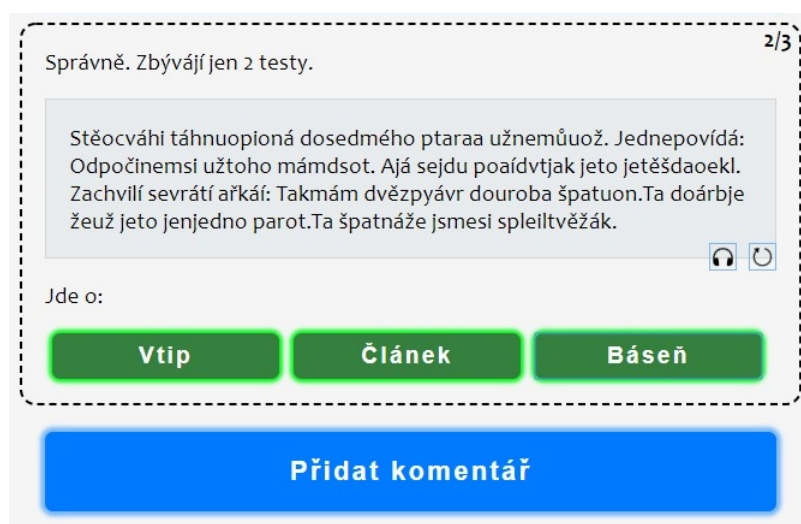 2/3
Správně. Zbývájí jen 2 testy.
Stěocváhi táhnuopioná dosedmého ptaraa užnemůuož. Jednepovídá:
Odpočinemsi užtoho mámdsot. Ajá sejdu poaídvtjak jeto jetěšdaoekl.
Zachvilí sevrátí ařkáí: Takmám dvězpyávr douroba špatuon.Ta doárbje
žeuž jeto jenjedno parot.Ta špatnáže jsmesi spleiltvěžák.
Jde o:
Vtip Článek Báseň
Přidat komentář